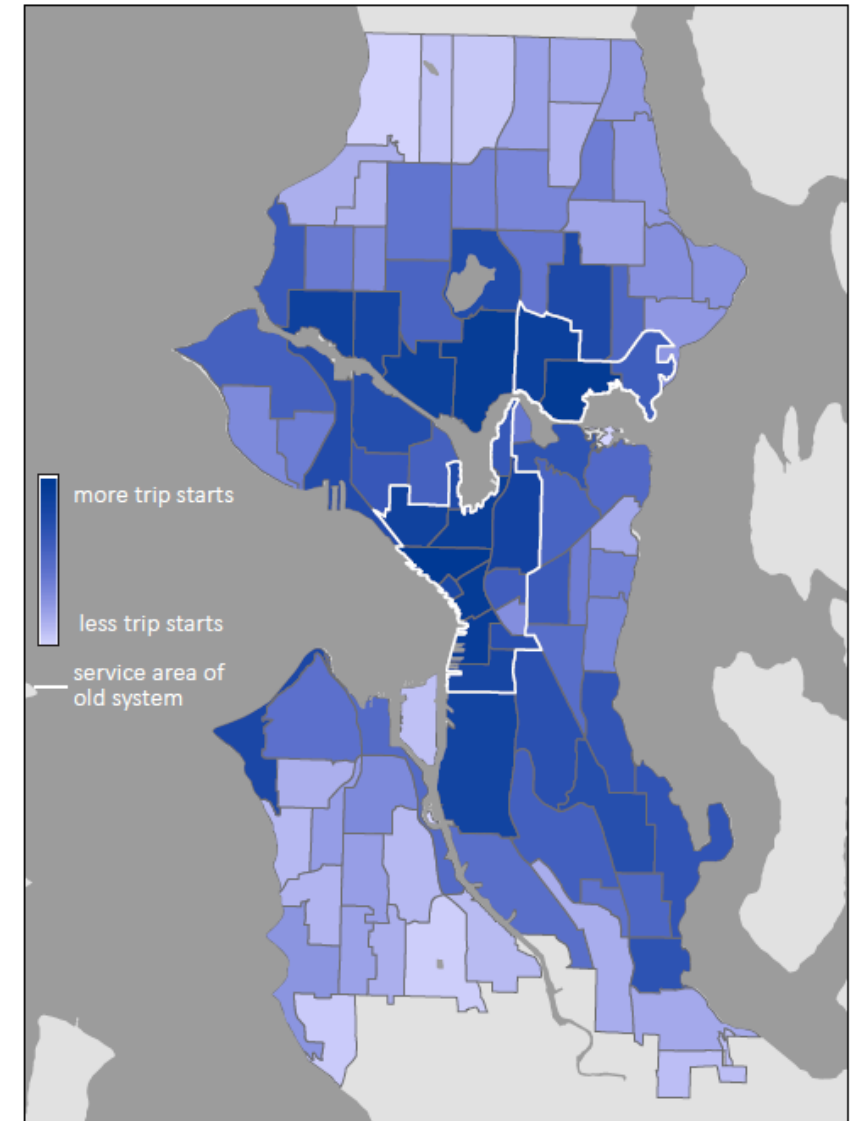 more trip starts
less trip starts
service area of
old system